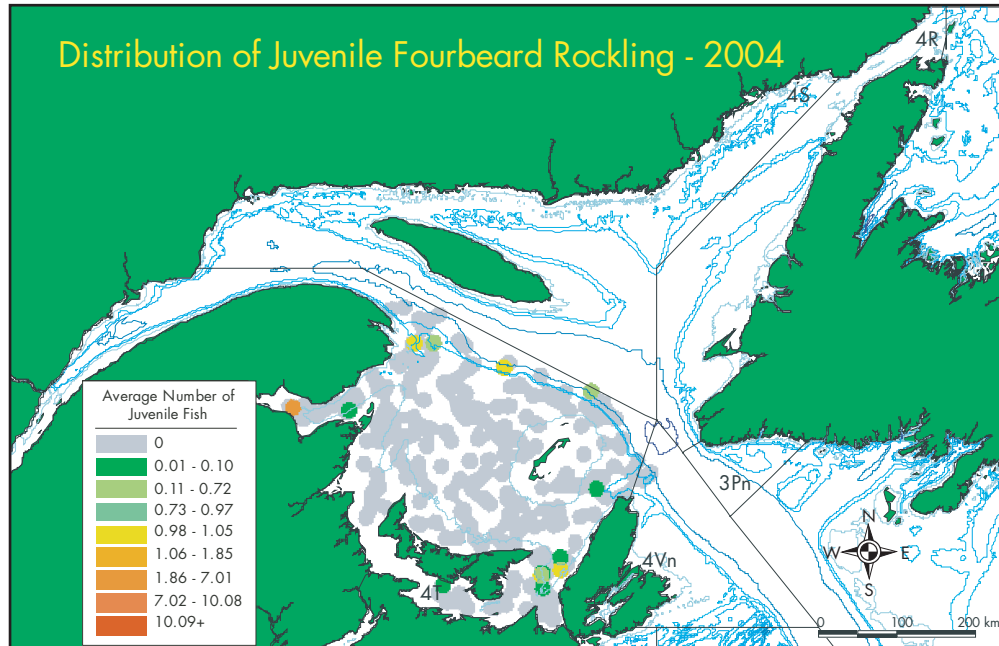 Distribution of Juvenile Fourbeard Rockling - 2004
4R
4S
Average Number of
Juvenile Fish
0
0.01 - 0.10
0.11 - 0.72
0.73 - 0.97
0.98 - 1.05
1.06 - 1.85
1.86 - 7.01
7.02 - 10.08
10.09+
3Pn
4Vn
4T
N
W
E
S
0 100 200 km